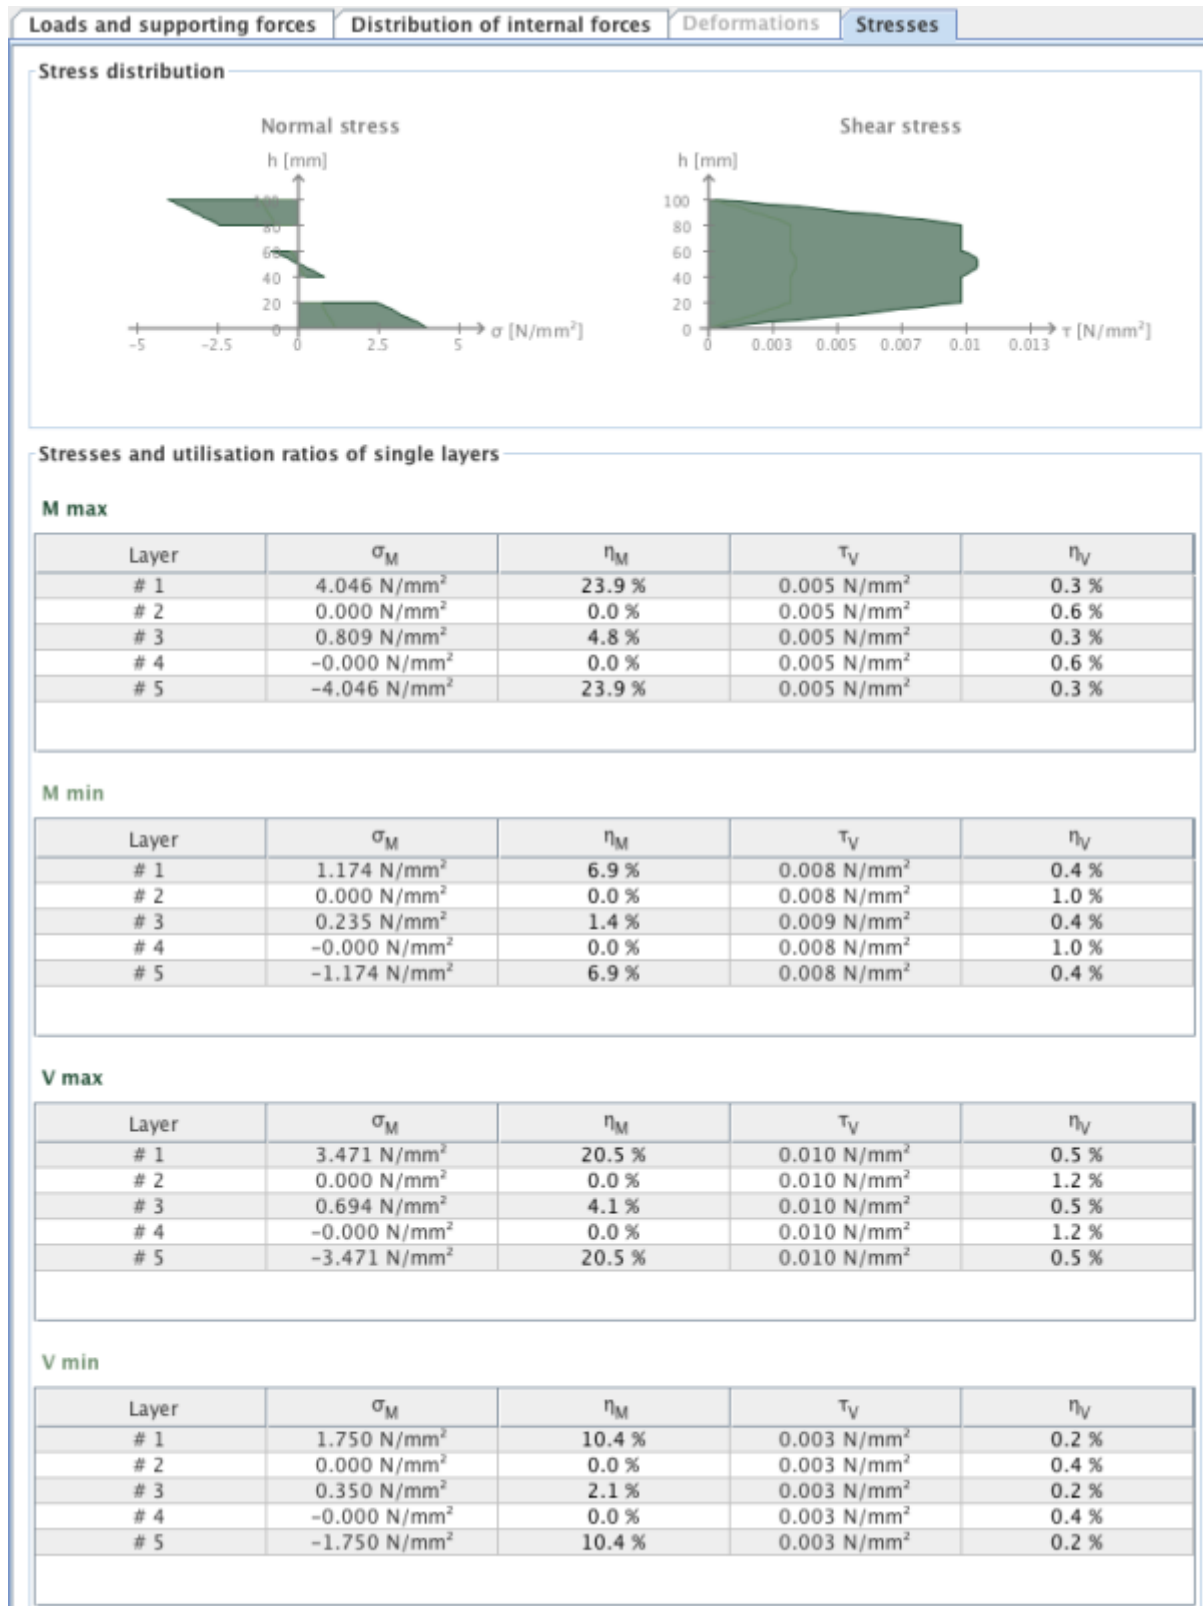 Loads and supporting forces Distribution of internal forces Deformations Stresses
Stress distribution
Normal stress Shear stress
h [mm] h [mm]
100 100
80 80
60 60
40 40
20 20
0 σ [N/mm²] 0 τ [N/mm²]
-5 -2.5 0 2.5 5 0 0.003 0.005 0.007 0.01 0.013
Stresses and utilisation ratios of single layers
M max
Layer σM ηM τV ηV
# 1 4.046 N/mm² 23.9 % 0.005 N/mm² 0.3 %
# 2 0.000 N/mm² 0.0 % 0.005 N/mm² 0.6 %
# 3 0.809 N/mm² 4.8 % 0.005 N/mm² 0.3 %
# 4 -0.000 N/mm² 0.0 % 0.005 N/mm² 0.6 %
# 5 -4.046 N/mm² 23.9 % 0.005 N/mm² 0.3 %
M min
Layer σM ηM τV ηV
# 1 1.174 N/mm² 6.9 % 0.008 N/mm² 0.4 %
# 2 0.000 N/mm² 0.0 % 0.008 N/mm² 1.0 %
# 3 0.235 N/mm² 1.4 % 0.009 N/mm² 0.4 %
# 4 -0.000 N/mm² 0.0 % 0.008 N/mm² 1.0 %
# 5 -1.174 N/mm² 6.9 % 0.008 N/mm² 0.4 %
V max
Layer σM ηM τV ηV
# 1 3.471 N/mm² 20.5 % 0.010 N/mm² 0.5 %
# 2 0.000 N/mm² 0.0 % 0.010 N/mm² 1.2 %
# 3 0.694 N/mm² 4.1 % 0.010 N/mm² 0.5 %
# 4 -0.000 N/mm² 0.0 % 0.010 N/mm² 1.2 %
# 5 -3.471 N/mm² 20.5 % 0.010 N/mm² 0.5 %
V min
Layer σM ηM τV ηV
# 1 1.750 N/mm² 10.4 % 0.003 N/mm² 0.2 %
# 2 0.000 N/mm² 0.0 % 0.003 N/mm² 0.4 %
# 3 0.350 N/mm² 2.1 % 0.003 N/mm² 0.2 %
# 4 -0.000 N/mm² 0.0 % 0.003 N/mm² 0.4 %
# 5 -1.750 N/mm² 10.4 % 0.003 N/mm² 0.2 %